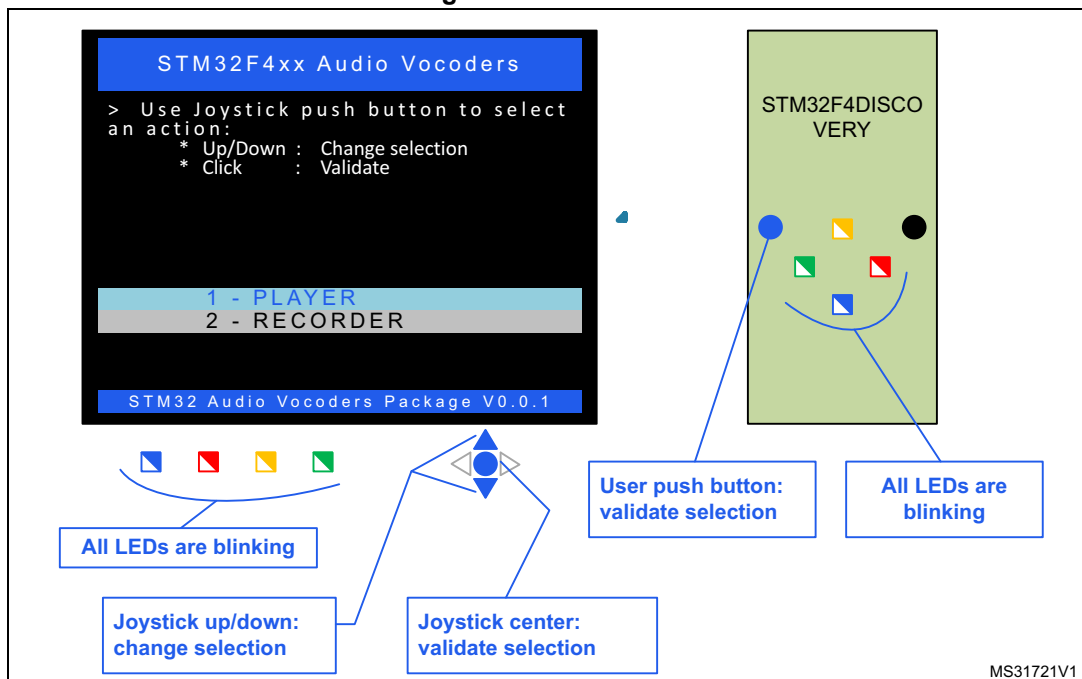 STM32F4xx Audio Vocoders
> Use Joystick push button to select
an action:
* Up/Down : Change selection
* Click : Validate
1 - PLAYER
2 - RECORDER
STM32 Audio Vocoders Package V0.0.1
STM32F4DISCO
VERY
User push button:
validate selection
All LEDs are
blinking
All LEDs are blinking
Joystick up/down:
change selection
Joystick center:
validate selection
MS31721V1